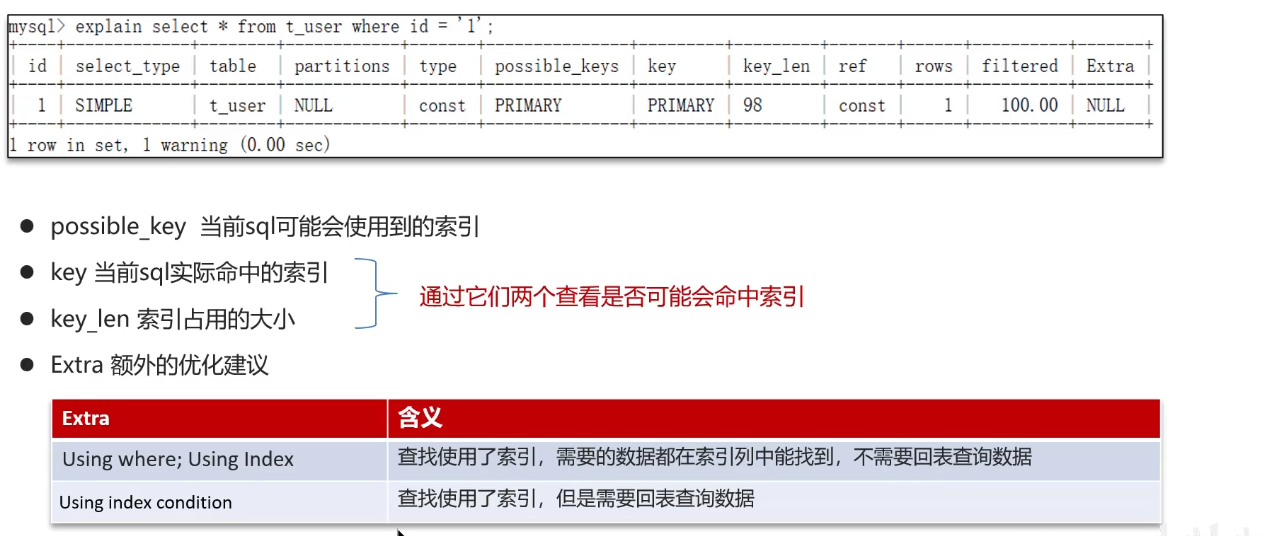 mysql> explain select * from t_user where id = '1';
+----+-------------+--------+------------+-------+---------------+---------+---------+-------+------+----------+-------+
| id | select_type | table | partitions | type | possible_keys | key | key_len | ref | rows | filtered | Extra |
| 1 | SIMPLE | t_user | NULL | const | PRIMARY | PRIMARY | 98 | const | 1 | 100.00 | NULL |
1 row in set, 1 warning (0.00 sec)
● possible_key 当前sql可能会使用到的索引
● key 当前sql实际命中的索引
通过它们两个查看是否可能会命中索引
● key_len 索引占用的大小
● Extra 额外的优化建议
Extra 含义
Using where; Using Index 查找使用了索引，需要的数据都在索引列中能找到，不需要回表查询数据
Using index condition 查找使用了索引，但是需要回表查询数据